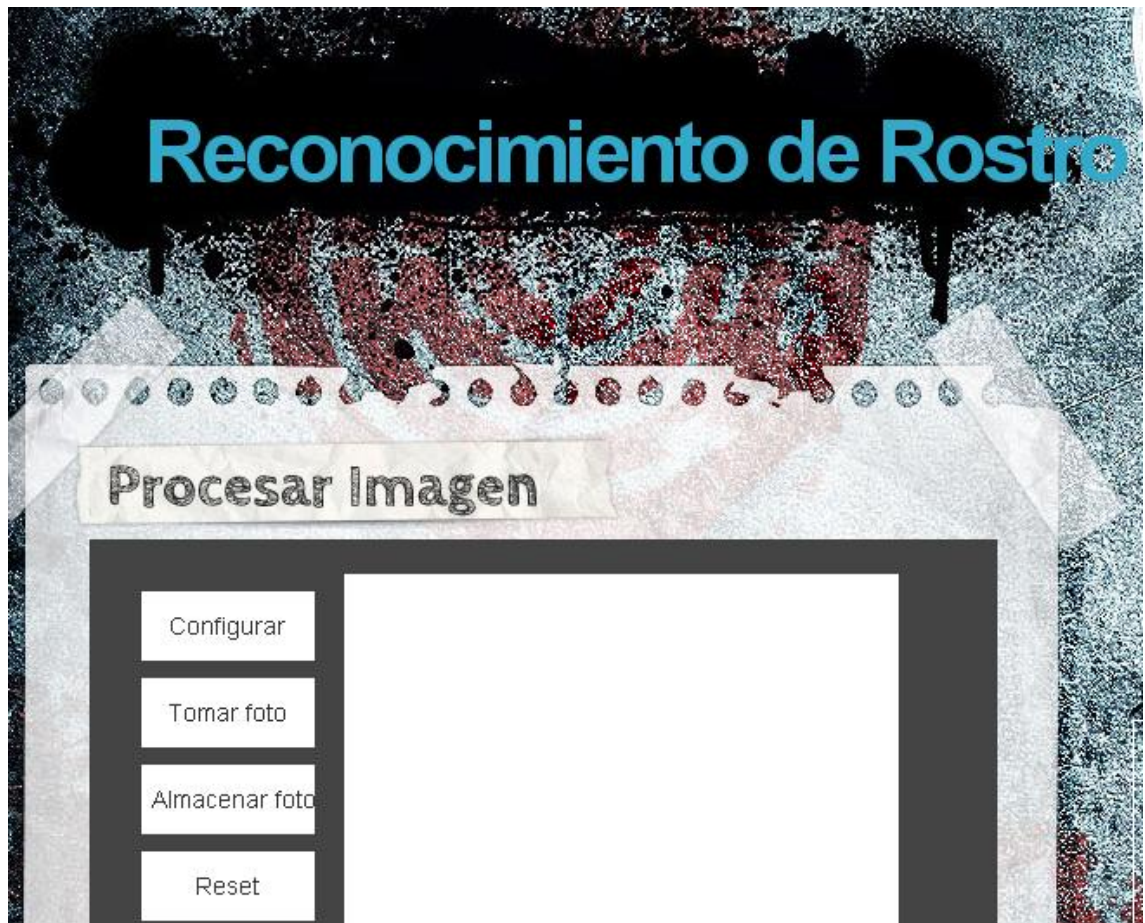 Reconocimiento de Rostro
Procesar Imagen
Configurar
Tomar foto
Almacenar foto
Reset